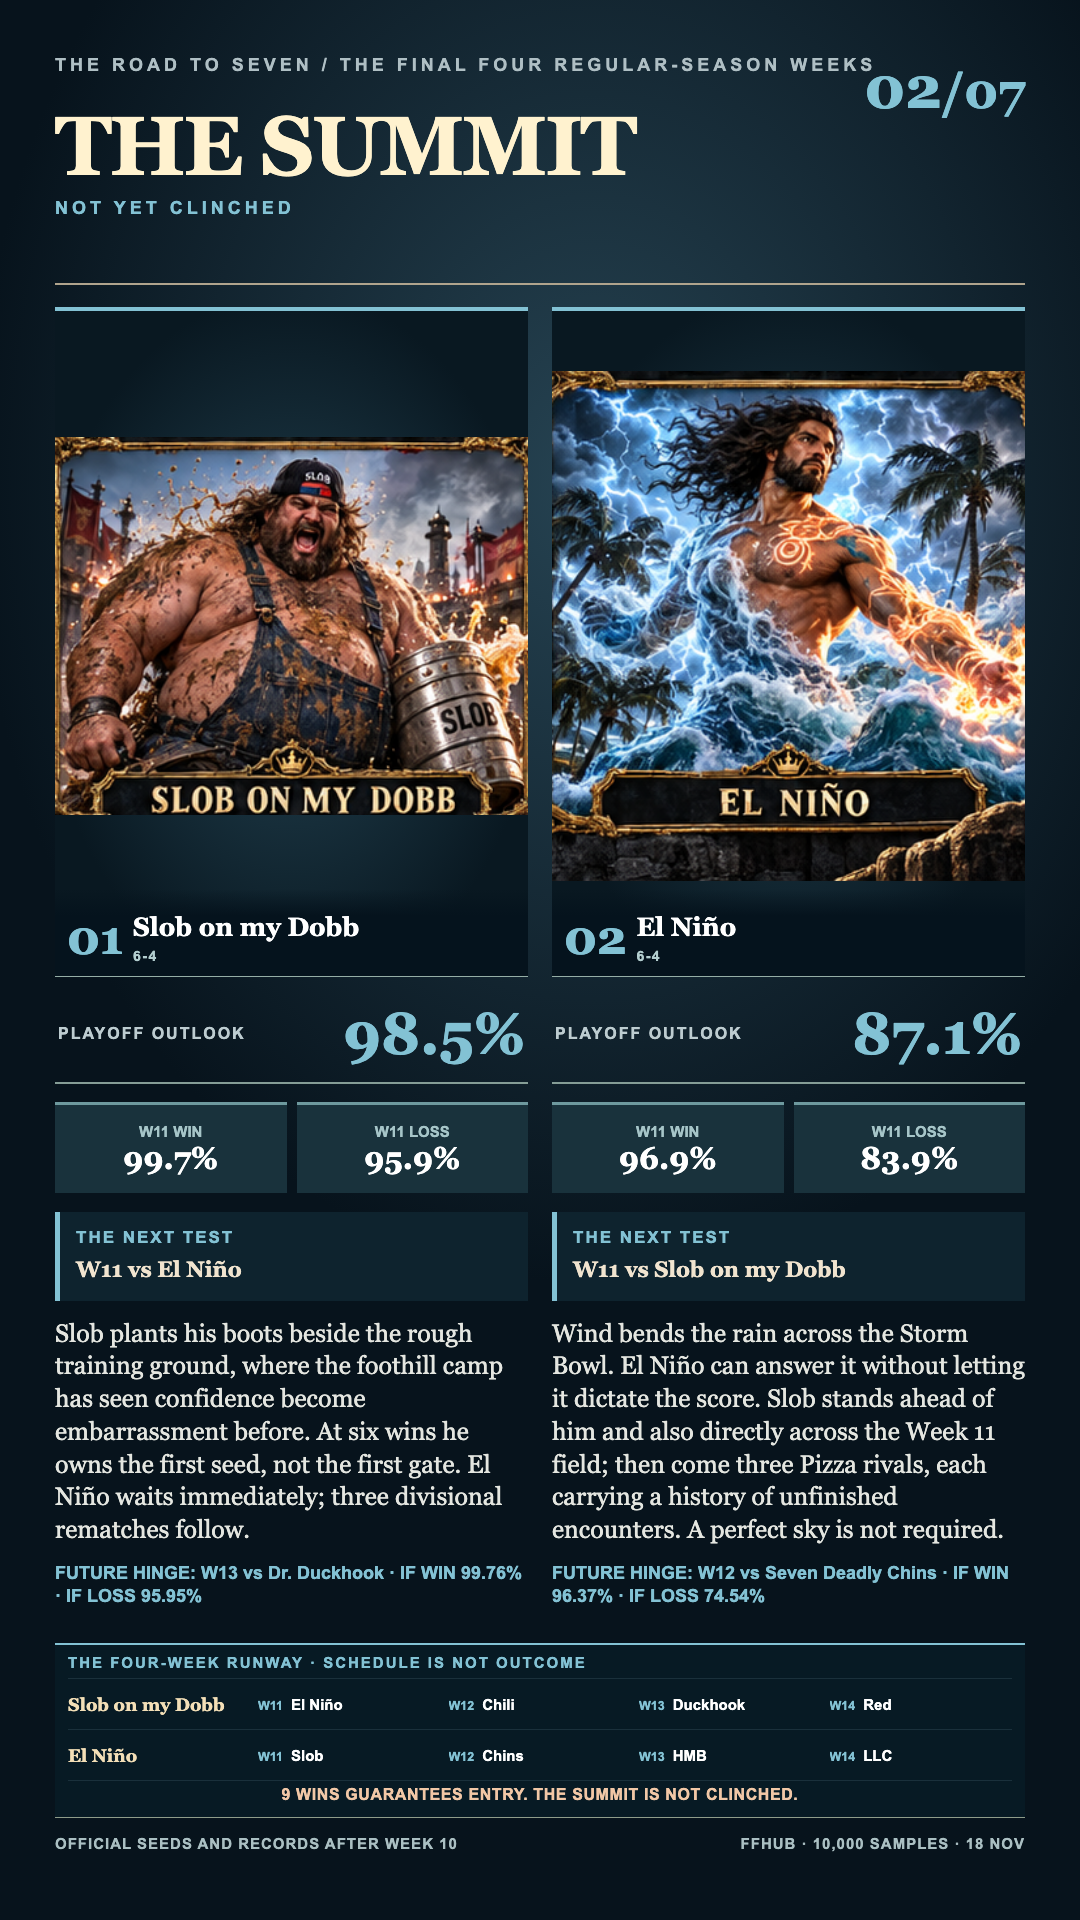 THE ROAD TO SEVEN / THE FINAL FOUR REGULAR-SEASON WEEKS
02/07
THE SUMMIT
NOT YET CLINCHED
SLOB
SLOB
SLOB ON MY DOBB
EL NIÑO
01 Slob on my Dobb
6-4
02 El Niño
6-4
PLAYOFF OUTLOOK 98.5%
PLAYOFF OUTLOOK 87.1%
W11 WIN
99.7%
W11 LOSS
95.9%
W11 WIN
96.9%
W11 LOSS
83.9%
THE NEXT TEST
W11 vs El Niño
THE NEXT TEST
W11 vs Slob on my Dobb
Slob plants his boots beside the rough
training ground, where the foothill camp
has seen confidence become
embarrassment before. At six wins he
owns the first seed, not the first gate. El
Niño waits immediately; three divisional
rematches follow.
FUTURE HINGE: W13 vs Dr. Duckhook · IF WIN 99.76%
· IF LOSS 95.95%
Wind bends the rain across the Storm
Bowl. El Niño can answer it without letting
it dictate the score. Slob stands ahead of
him and also directly across the Week 11
field; then come three Pizza rivals, each
carrying a history of unfinished
encounters. A perfect sky is not required.
FUTURE HINGE: W12 vs Seven Deadly Chins · IF WIN
96.37% · IF LOSS 74.54%
THE FOUR-WEEK RUNWAY · SCHEDULE IS NOT OUTCOME
Slob on my Dobb W11 El Niño W12 Chili W13 Duckhook W14 Red
El Niño W11 Slob W12 Chins W13 HMB W14 LLC
9 WINS GUARANTEES ENTRY. THE SUMMIT IS NOT CLINCHED.
OFFICIAL SEEDS AND RECORDS AFTER WEEK 10
FFHUB · 10,000 SAMPLES · 18 NOV